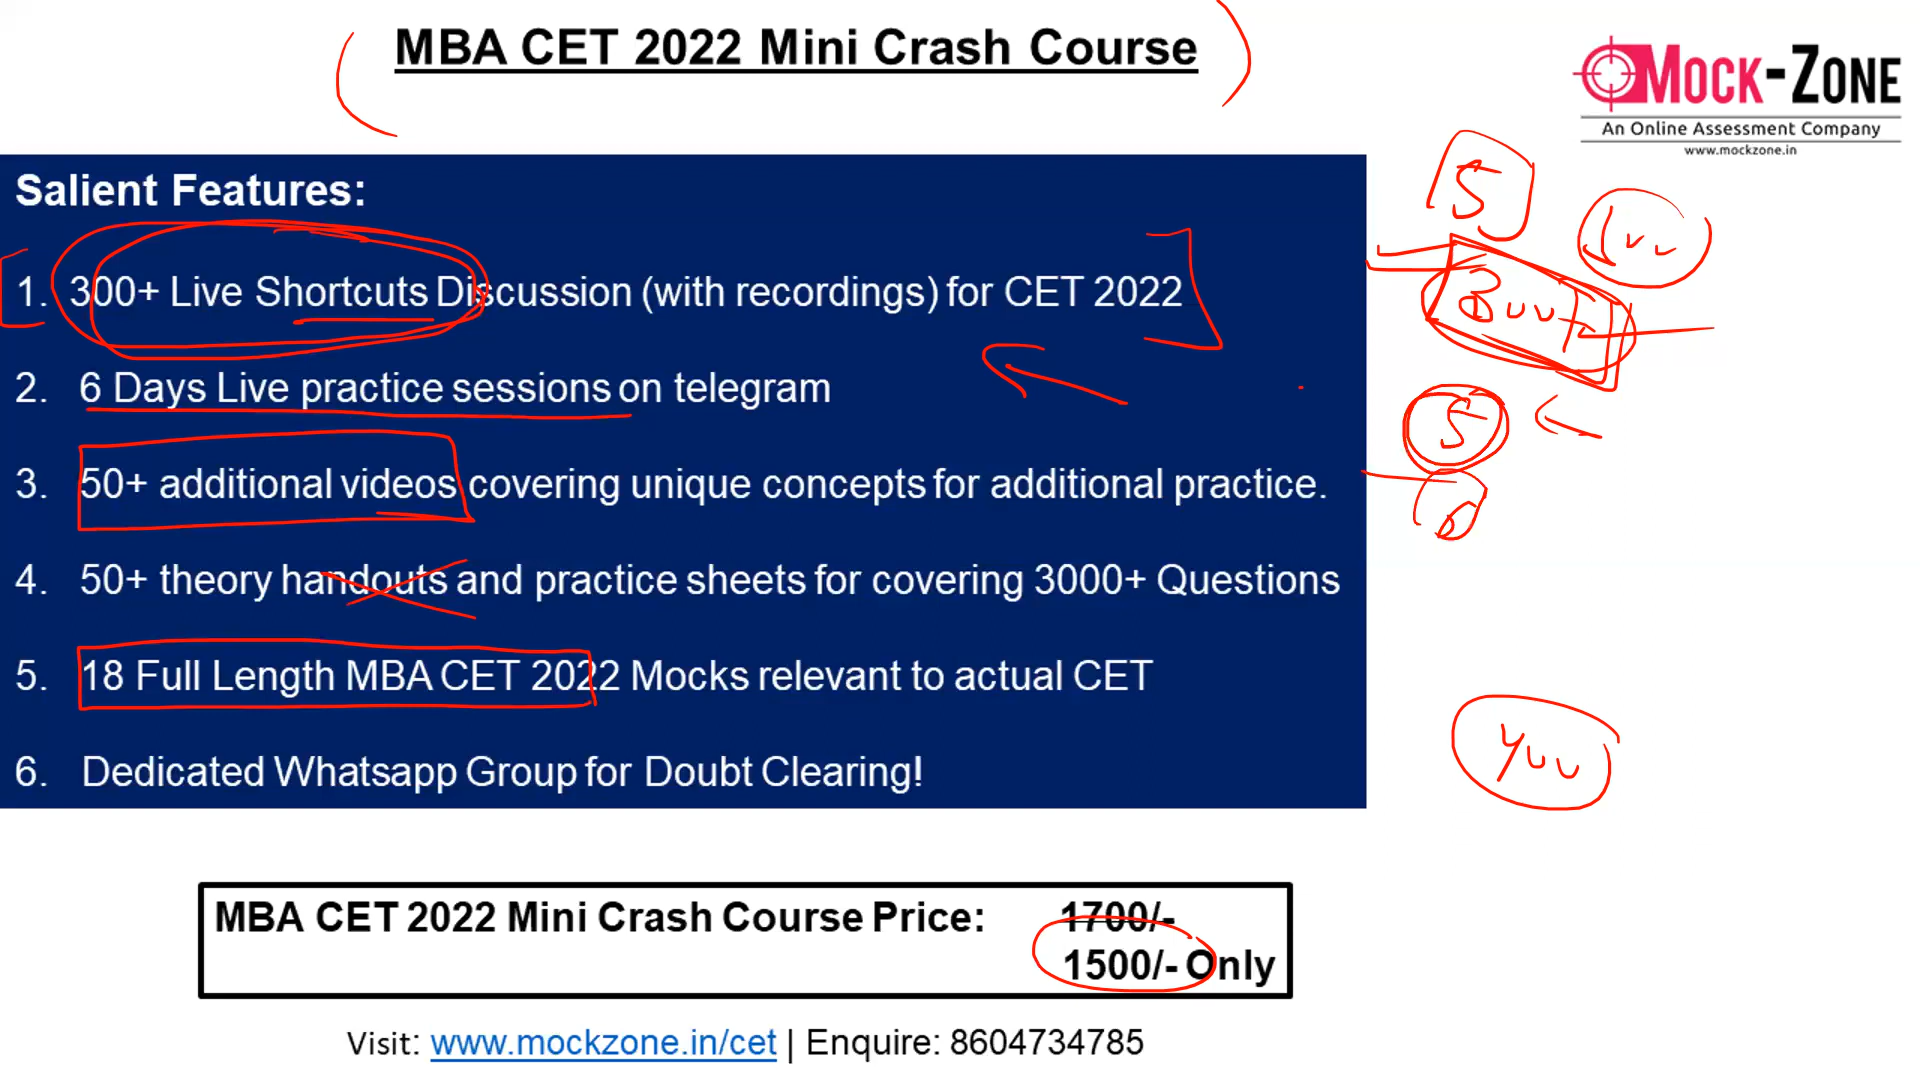 MBA CET 2022 Mini Crash Course
MOCK-ZONE
An Online Assessment Company
www.mockzone.in
Salient Features:
1. 300+ Live Shortcuts Discussion (with recordings) for CET 2022
2. 6 Days Live practice sessions on telegram
3. 50+ additional videos covering unique concepts for additional practice.
4. 50+ theory handouts and practice sheets for covering 3000+ Questions
5. 18 Full Length MBA CET 2022 Mocks relevant to actual CET
6. Dedicated Whatsapp Group for Doubt Clearing!
5
300+
5
MBA CET 2022 Mini Crash Course Price: 1700/-
1500/- Only
Visit: www.mockzone.in/cet | Enquire: 8604734785